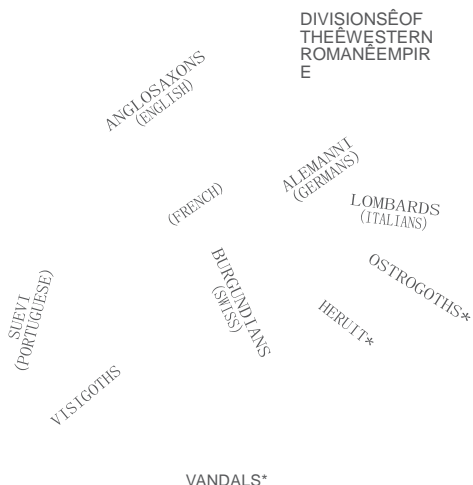 DIVISIONSÊOF
THEÊWESTERN
ROMANÊEMPIR
E
ANGLOSAXONS
(ENGLISH)
ALEMANNI
(GERMANS)
(FRENCH)
LOMBARDS
(ITALIANS)
BURGUNDIANS
(SWISS)
OSTROGOTHS*
SUEVI
(PORTUGUESE)
HERUIT*
VISIGOTHS
VANDALS*